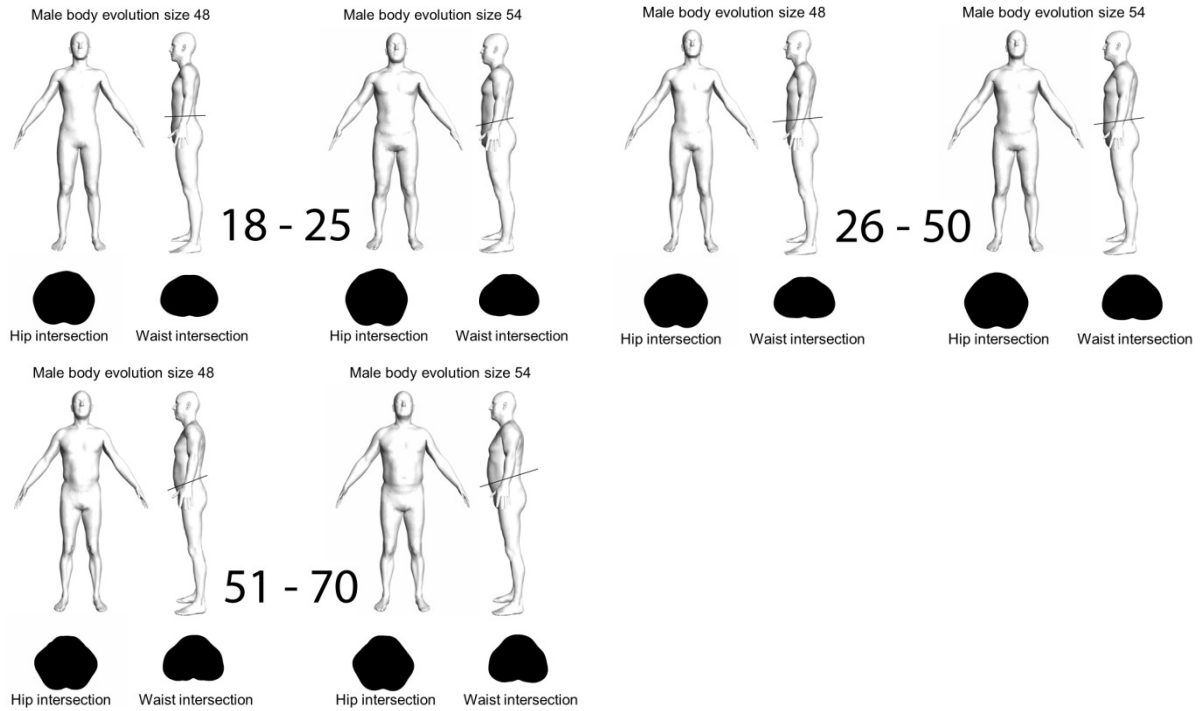 Male body evolution size 48
Male body evolution size 54
18 - 25
Hip intersection
Waist intersection
Hip intersection
Waist intersection
Male body evolution size 48
Male body evolution size 54
26 - 50
Hip intersection
Waist intersection
Hip intersection
Waist intersection
Male body evolution size 48
Male body evolution size 54
51 - 70
Hip intersection
Waist intersection
Hip intersection
Waist intersection